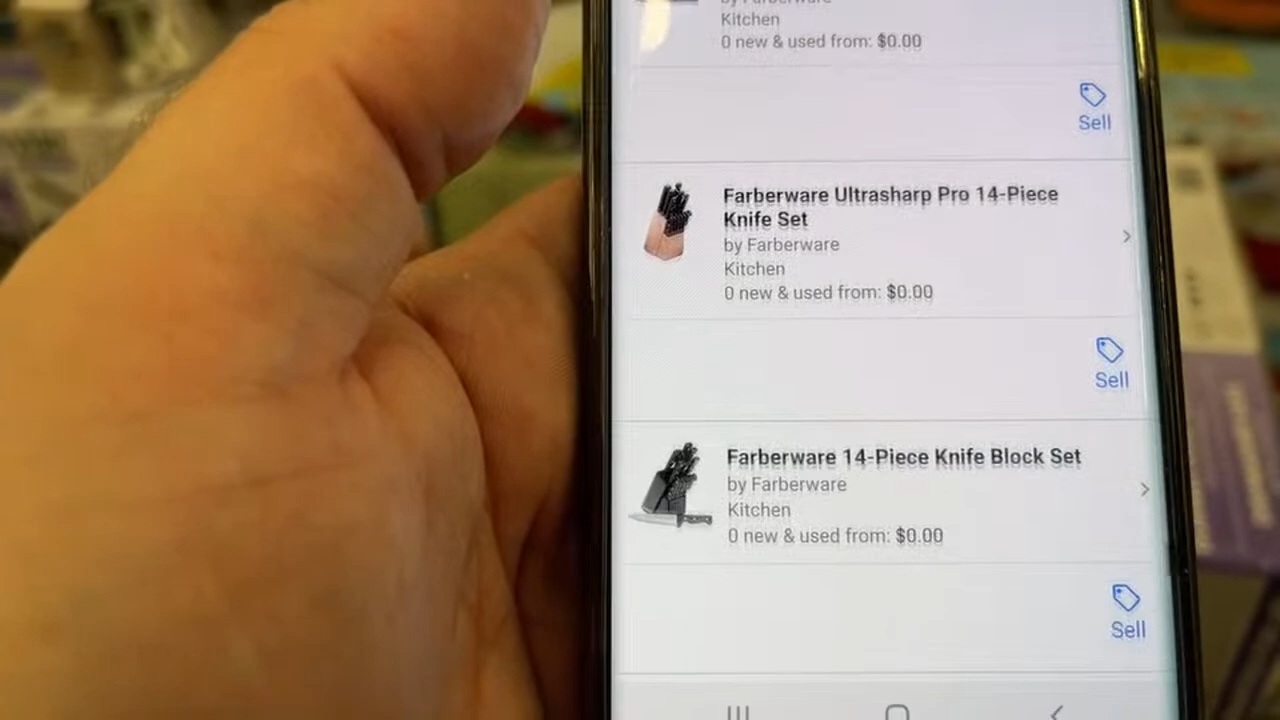 by Farberware
Kitchen
0 new & used from: $0.00
Sell
Farberware Ultrasharp Pro 14-Piece
Knife Set
by Farberware
Kitchen
0 new & used from: $0.00
Sell
Farberware 14-Piece Knife Block Set
by Farberware
Kitchen
0 new & used from: $0.00
Sell